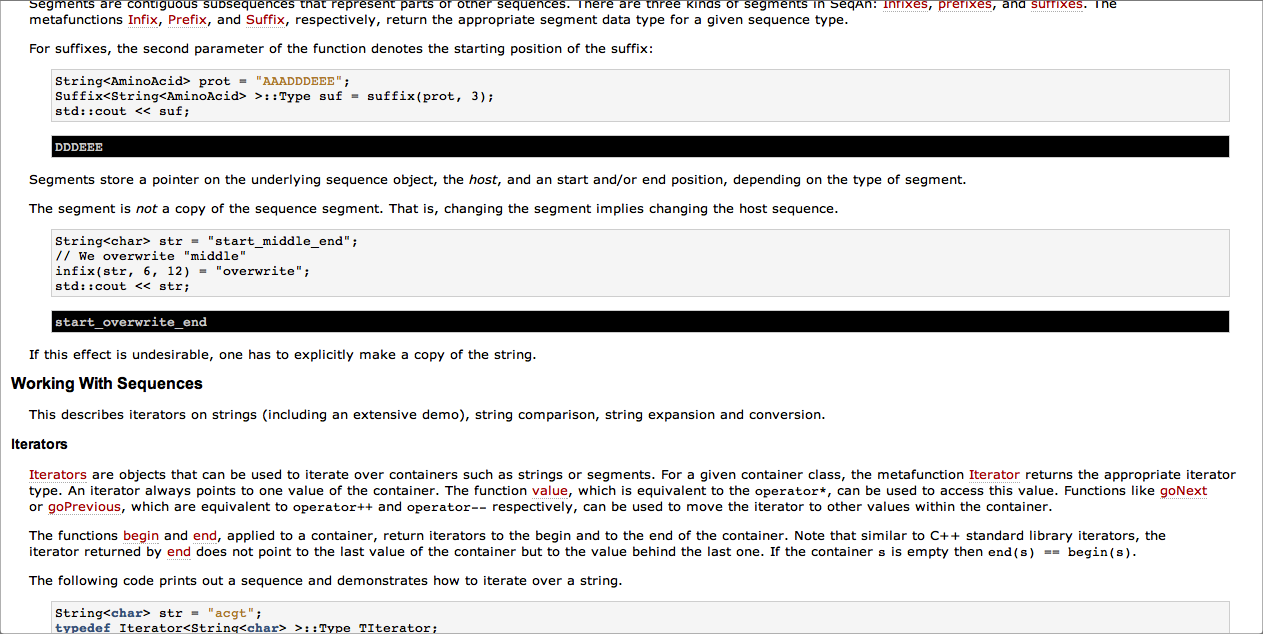 Segments are contiguous subsequences that represent parts of other sequences. There are three kinds of segments in SeqAn: Infixes, prefixes, and suffixes. The
metafunctions Infix, Prefix, and Suffix, respectively, return the appropriate segment data type for a given sequence type.
For suffixes, the second parameter of the function denotes the starting position of the suffix:
String<AminoAcid> prot = "AAADDDEEE";
Suffix<String<AminoAcid> >::Type suf = suffix(prot, 3);
std::cout << suf;
DDDEEE
Segments store a pointer on the underlying sequence object, the host, and an start and/or end position, depending on the type of segment.
The segment is not a copy of the sequence segment. That is, changing the segment implies changing the host sequence.
String<char> str = "start_middle_end";
// We overwrite "middle"
infix(str, 6, 12) = "overwrite";
std::cout << str;
start_overwrite_end
If this effect is undesirable, one has to explicitly make a copy of the string.
Working With Sequences
This describes iterators on strings (including an extensive demo), string comparison, string expansion and conversion.
Iterators
Iterators are objects that can be used to iterate over containers such as strings or segments. For a given container class, the metafunction Iterator returns the appropriate iterator
type. An iterator always points to one value of the container. The function value, which is equivalent to the operator*, can be used to access this value. Functions like goNext
or goPrevious, which are equivalent to operator++ and operator-- respectively, can be used to move the iterator to other values within the container.
The functions begin and end, applied to a container, return iterators to the begin and to the end of the container. Note that similar to C++ standard library iterators, the
iterator returned by end does not point to the last value of the container but to the value behind the last one. If the container s is empty then end(s) == begin(s).
The following code prints out a sequence and demonstrates how to iterate over a string.
String<char> str = "acgt";
typedef Iterator<String<char> >::Type TIterator;